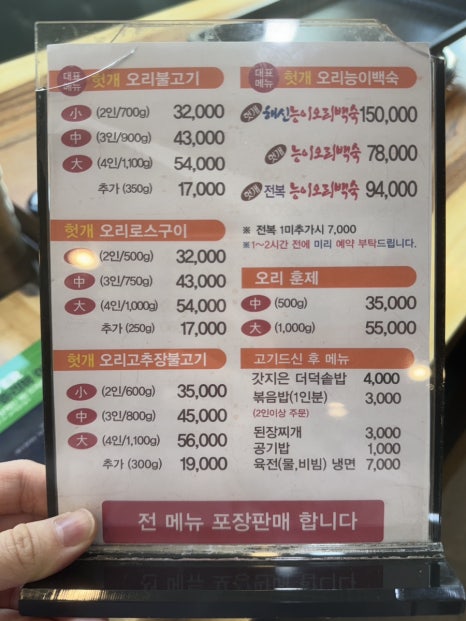 대표메뉴 헛개 오리불고기
小 (2인/700g) 32,000
中 (3인/900g) 43,000
大 (4인/1,100g) 54,000
추가 (350g) 17,000
헛개 오리로스구이
(2인/500g) 32,000
中 (3인/750g) 43,000
大 (4인/1,000g) 54,000
추가 (250g) 17,000
헛개 오리고추장불고기
小 (2인/600g) 35,000
中 (3인/800g) 45,000
大 (4인/1,100g) 56,000
추가 (300g) 19,000
대표메뉴 헛개 오리능이백숙
헛개 해신능이오리백숙 150,000
헛개 능이오리백숙 78,000
헛개 전복 능이오리백숙 94,000
※ 전복 1미추가시 7,000
※1~2시간 전에 미리 예약 부탁드립니다.
오리 훈제
中 (500g) 35,000
大 (1,000g) 55,000
고기드신 후 메뉴
갓지은 더덕솥밥 4,000
볶음밥(1인분) 3,000
(2인이상 주문)
된장찌개 3,000
공기밥 1,000
육전(물,비빔) 냉면 7,000
전 메뉴 포장판매 합니다